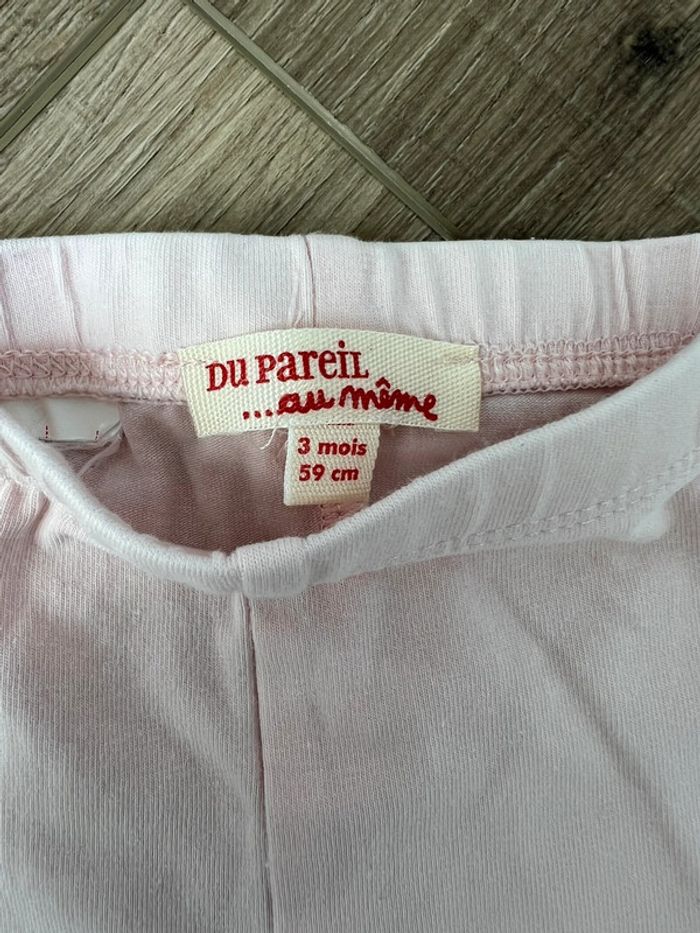 DU PAREIL
...au même
3 mois
59 cm